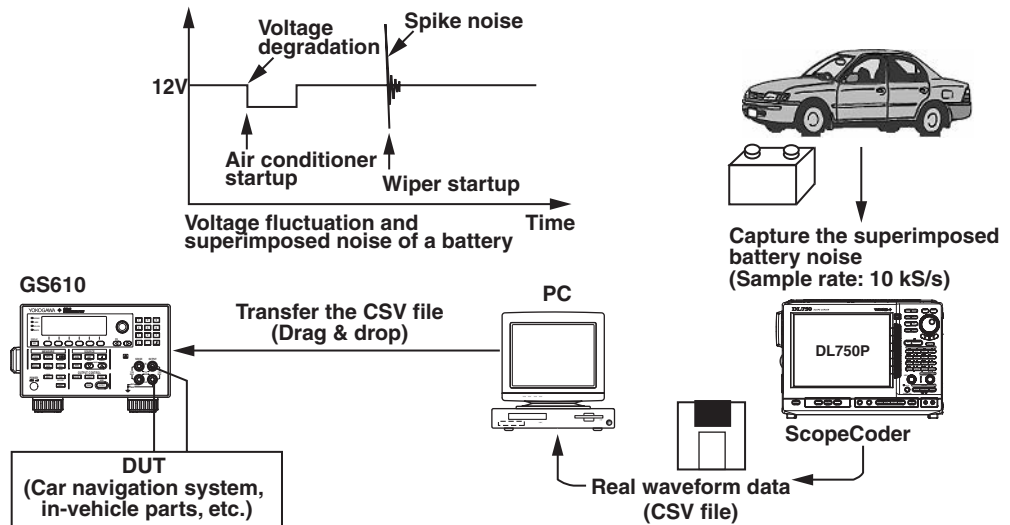 Voltage
degradation
Spike noise
12V
Air conditioner
startup
Wiper startup
Voltage fluctuation and
superimposed noise of a battery
Time
Capture the superimposed
battery noise
(Sample rate: 10 kS/s)
GS610
YOKOGAWA
Transfer the CSV file
(Drag & drop)
PC
DL750
DL750P
ScopeCoder
DUT
(Car navigation system,
in-vehicle parts, etc.)
Real waveform data
(CSV file)